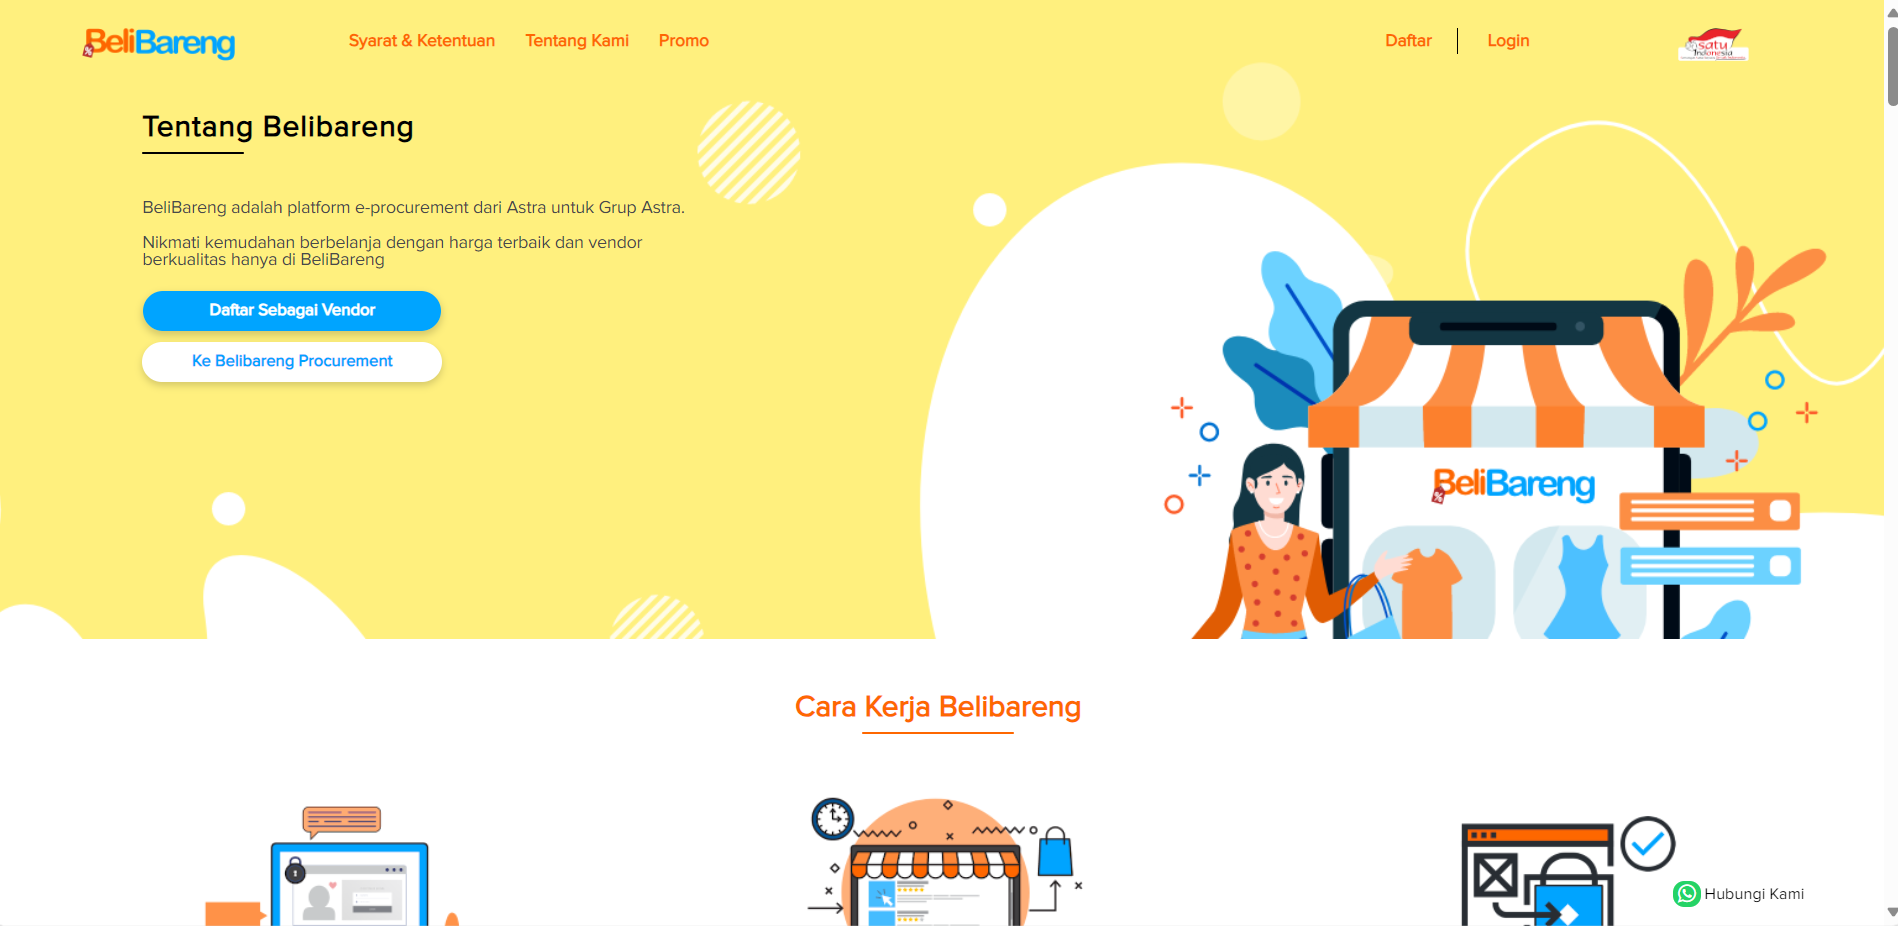 BeliBareng
Syarat & Ketentuan
Tentang Kami
Promo
Daftar
Login
satu
Indonesia
Tentang Belibareng
BeliBareng adalah platform e-procurement dari Astra untuk Grup Astra.
Nikmati kemudahan berbelanja dengan harga terbaik dan vendor
berkualitas hanya di BeliBareng
Daftar Sebagai Vendor
Ke Belibareng Procurement
BeliBareng
Cara Kerja Belibareng
Hubungi Kami